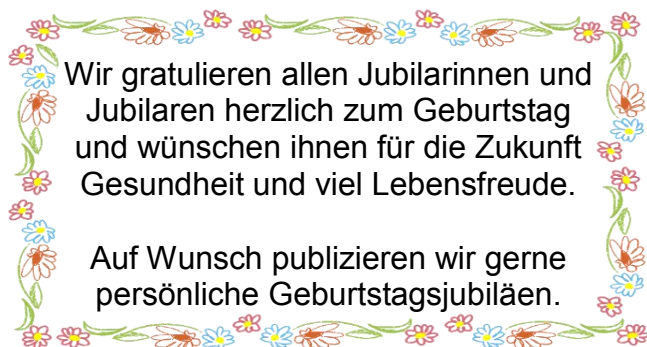 Wir gratulieren allen Jubilarinnen und
Jubilaren herzlich zum Geburtstag
und wünschen ihnen für die Zukunft
Gesundheit und viel Lebensfreude.
Auf Wunsch publizieren wir gerne
persönliche Geburtstagsjubiläen.